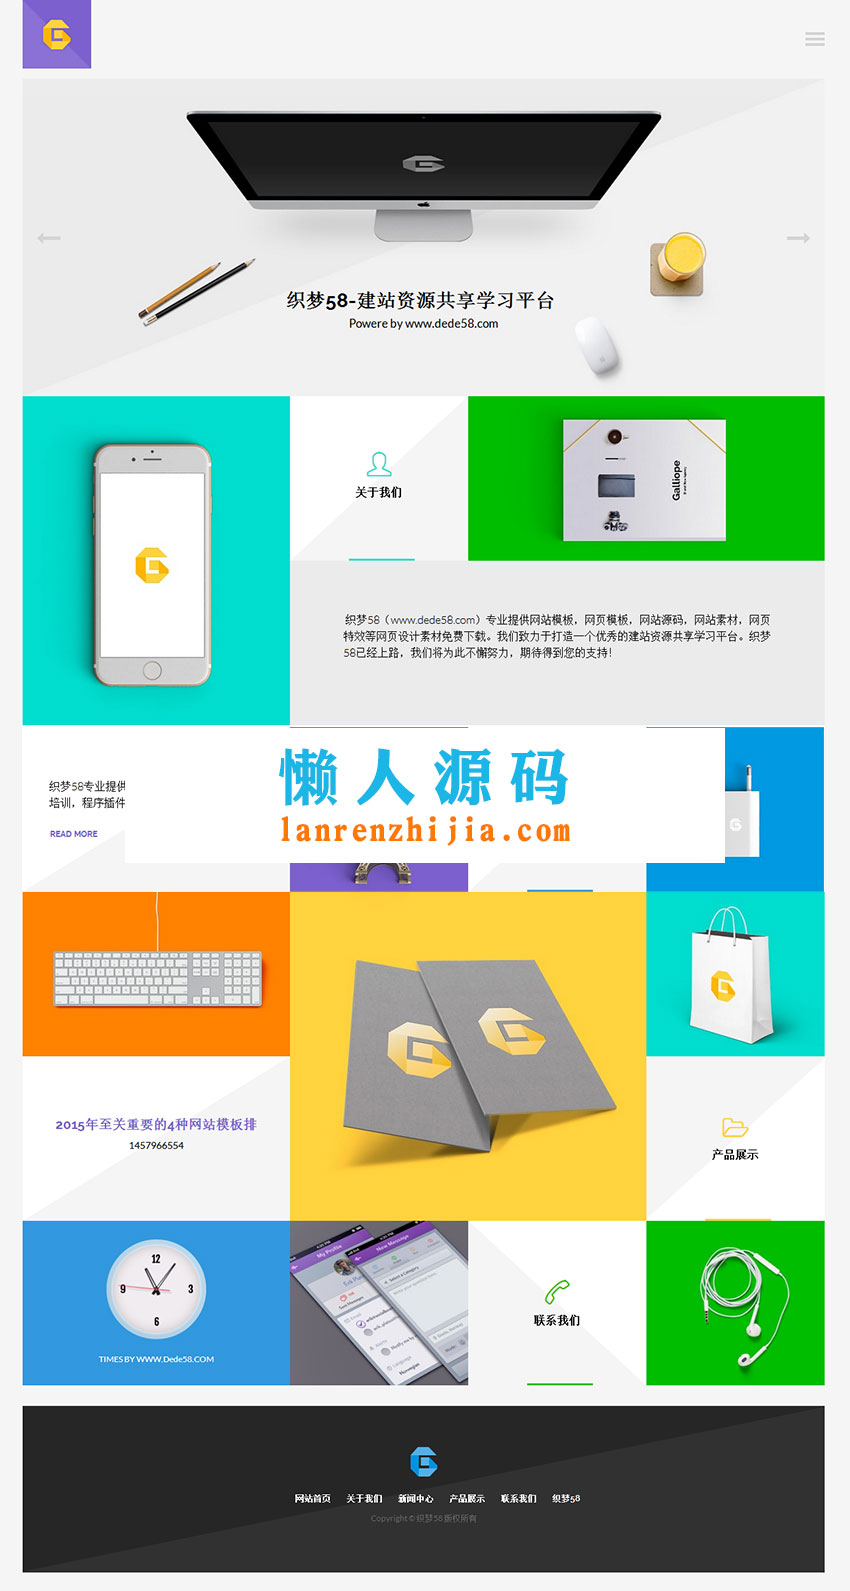 织梦58-建站资源共享学习平台
Powere by www.dede58.com
关于我们
Galliope
织梦58（www.dede58.com）专业提供网站模板，网页模板，网站源码，网站素材，网页
特效等网页设计素材免费下载。我们致力于打造一个优秀的建站资源共享学习平台。织梦
58已经上路，我们将为此不懈努力，期待得到您的支持！
织梦58专业提供
培训，程序插件
READ MORE
懒人源码
lanrenzhijia.com
2015年至关重要的4种网站模板排
1457966554
产品展示
12
9
3
6
TIMES BY WWW.Dede58.COM
My Profile
New Message
Select a Category
Language
Norwegian
联系我们
网站首页 关于我们 新闻中心 产品展示 联系我们 织梦58
Copyright © 织梦58 版权所有